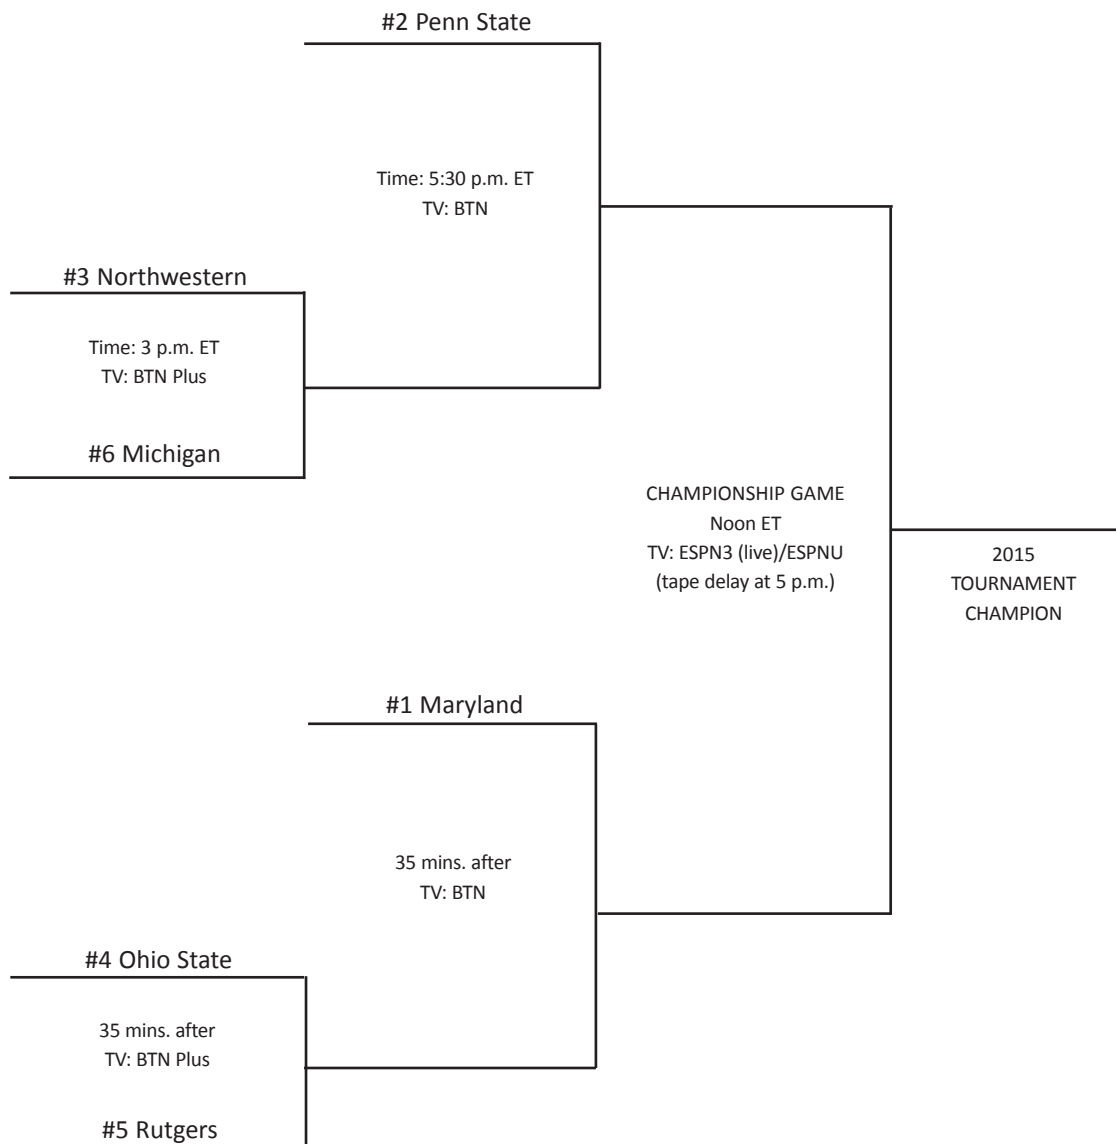 #2 Penn State
Time: 5:30 p.m. ET
TV: BTN
#3 Northwestern
Time: 3 p.m. ET
TV: BTN Plus
#6 Michigan
CHAMPIONSHIP GAME
Noon ET
TV: ESPN3 (live)/ESPNU
(tape delay at 5 p.m.)
2015
TOURNAMENT
CHAMPION
#1 Maryland
35 mins. after
TV: BTN
#4 Ohio State
35 mins. after
TV: BTN Plus
#5 Rutgers